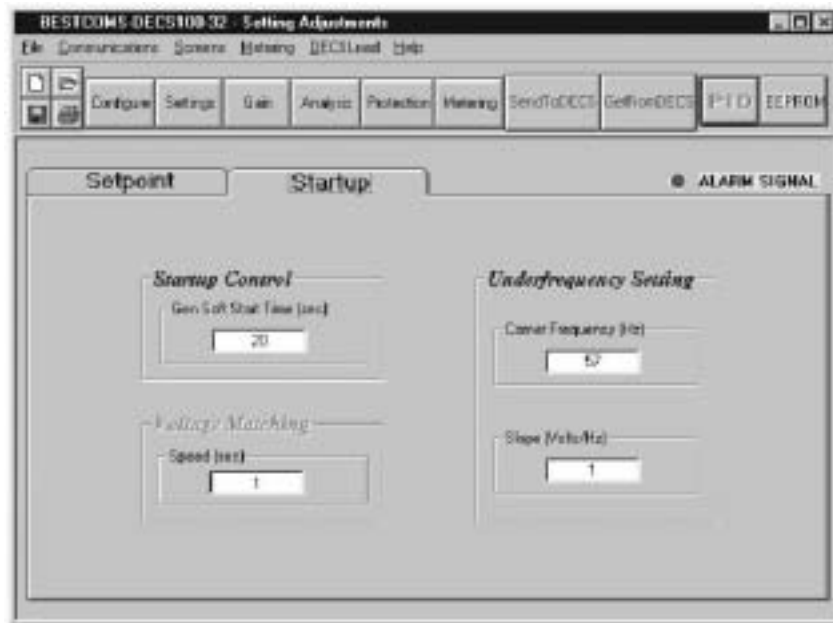 BESTCOMS-DECS100-32 - Setting Adjustments
File Communications Screens Metering DECSLoad Help
Configure Settings Gain Analysis Protection Metering SendToDECS GetFromDECS PID EEPROM
Setpoint Startup ALARM SIGNAL
Startup Control
Gen Soft Start Time (sec)
20
Voltage Matching
Speed (sec)
1
Underfrequency Setting
Corner Frequency (Hz)
57
Slope (Volts/Hz)
1